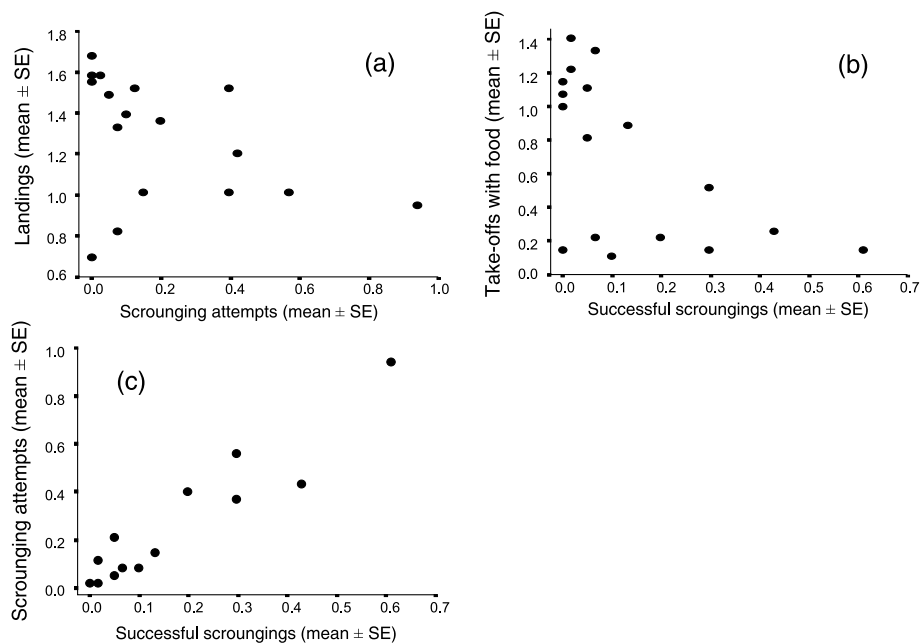 Landings (mean ± SE)
1.8
1.6
1.4
1.2
1.0
0.8
0.6
(a)
0.0 0.2 0.4 0.6 0.8 1.0
Scrounging attempts (mean ± SE)
Take-offs with food (mean ± SE)
1.4
1.2
1.0
0.8
0.6
0.4
0.2
0.0
(b)
0.0 0.1 0.2 0.3 0.4 0.5 0.6 0.7
Successful scroungings (mean ± SE)
Scrounging attempts (mean ± SE)
1.0
0.8
0.6
0.4
0.2
0.0
(c)
0.0 0.1 0.2 0.3 0.4 0.5 0.6 0.7
Successful scroungings (mean ± SE)